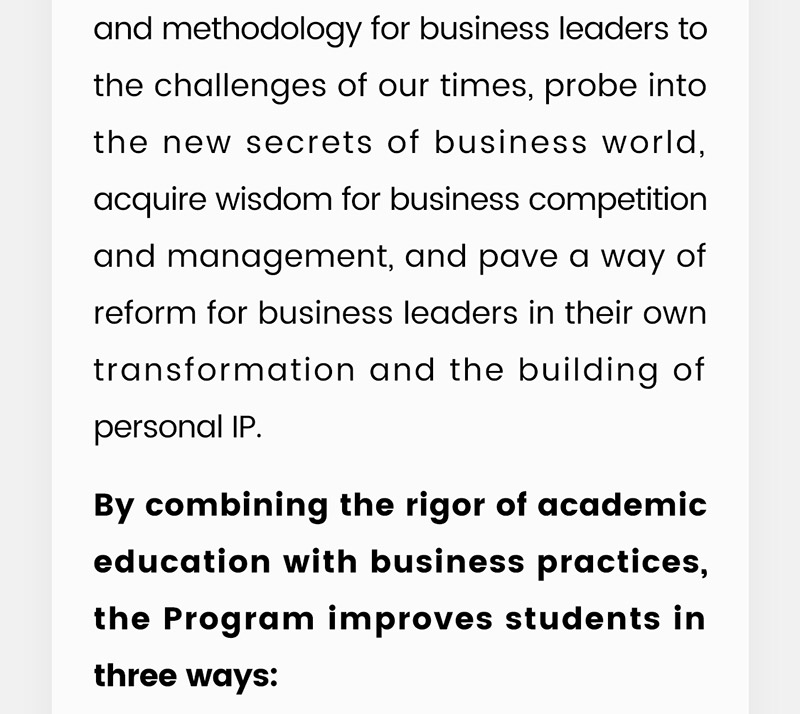 and methodology for business leaders to
the challenges of our times, probe into
the new secrets of business world,
acquire wisdom for business competition
and management, and pave a way of
reform for business leaders in their own
transformation and the building of
personal IP.
By combining the rigor of academic
education with business practices,
the Program improves students in
three ways: